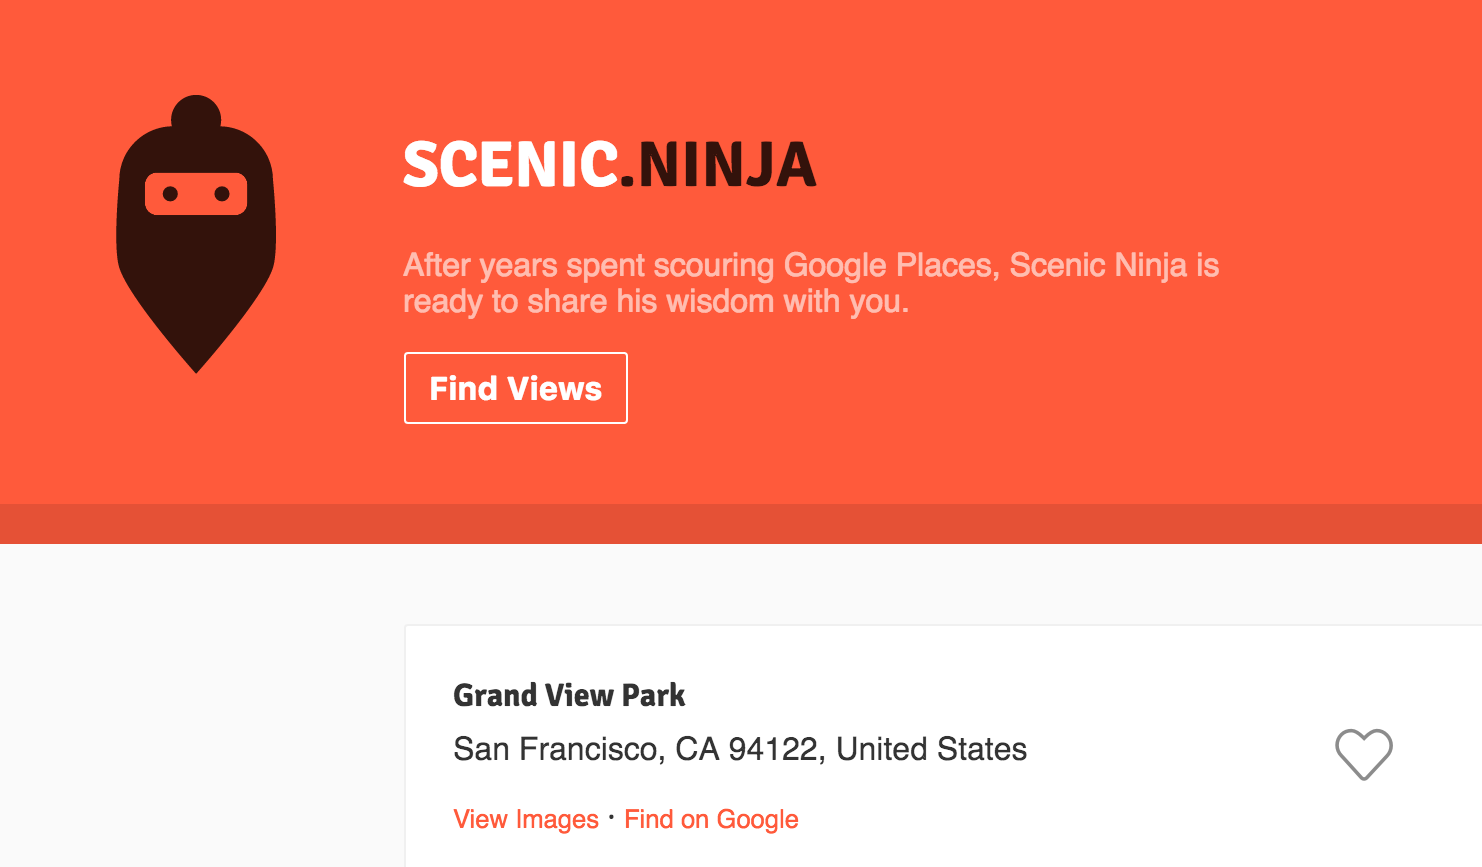 SCENIC.NINJA
After years spent scouring Google Places, Scenic Ninja is
ready to share his wisdom with you.
Find Views
Grand View Park
San Francisco, CA 94122, United States
View Images · Find on Google